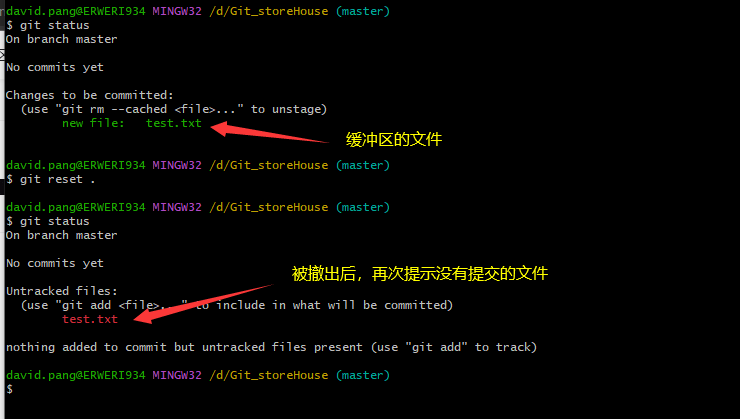 david.pang@ERWERI934 MINGW32 /d/Git_storeHouse (master)
$ git status
On branch master
No commits yet
Changes to be committed:
(use "git rm --cached <file>..." to unstage)
new file: test.txt
缓冲区的文件
david.pang@ERWERI934 MINGW32 /d/Git_storeHouse (master)
$ git reset .
david.pang@ERWERI934 MINGW32 /d/Git_storeHouse (master)
$ git status
On branch master
No commits yet
被撤出后，再次提示没有提交的文件
Untracked files:
(use "git add <file>..." to include in what will be committed)
test.txt
nothing added to commit but untracked files present (use "git add" to track)
david.pang@ERWERI934 MINGW32 /d/Git_storeHouse (master)
$